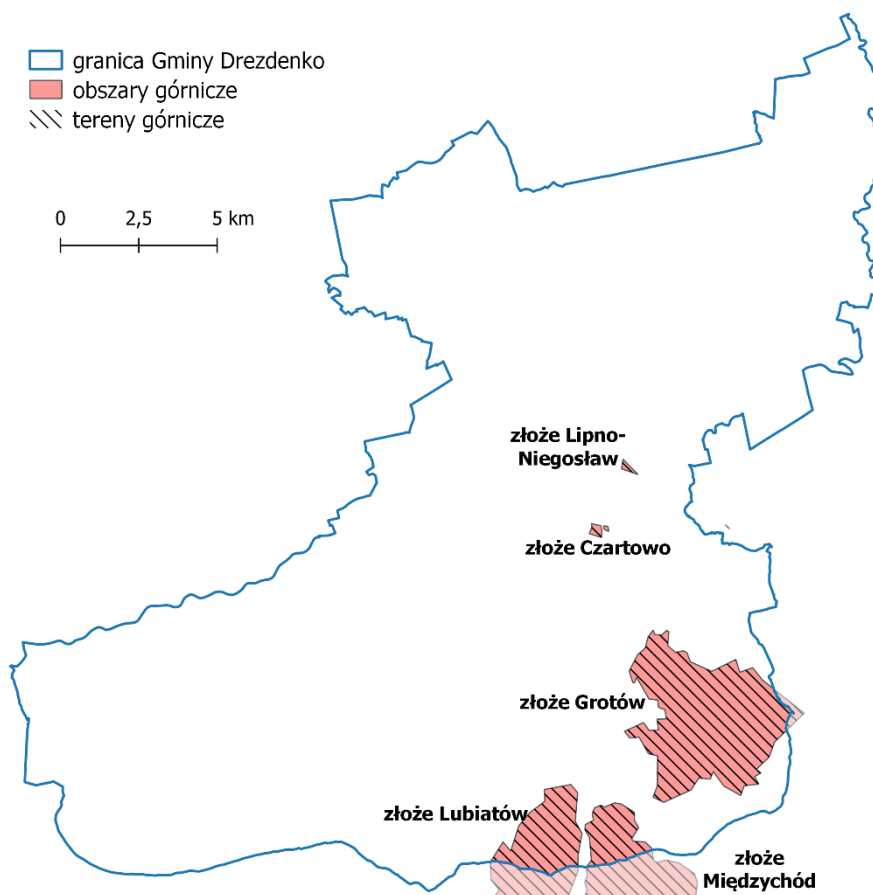 granica Gminy Drezdenko
obszary górnicze
tereny górnicze
0 2,5 5 km
złoże Lipno-
Niegosław
złoże Czartowo
złoże Grotów
złoże Lubiatów
złoże
Międzychód